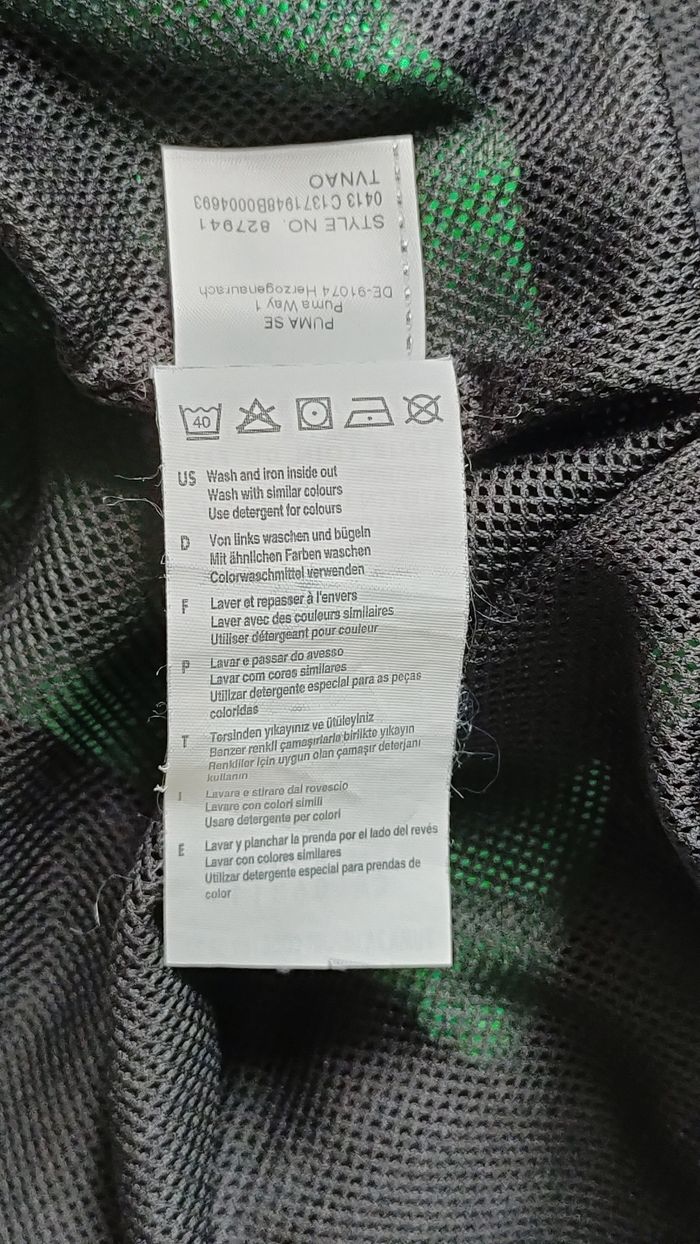 PUMA SE
Puma Way 1
DE-91074 Herzogenaurach
STYLE NO. 827941
0413 C1371948B0004693
TVNAO
40
US Wash and iron inside out
Wash with similar colours
Use detergent for colours
D Von links waschen und bügeln
Mit ähnlichen Farben waschen
Colorwaschmittel verwenden
F Laver et repasser à l'envers
Laver avec des couleurs similaires
Utiliser détergeant pour couleur
P Lavar e passar do avesso
Lavar com cores similares
Utilizar detergente especial para as peças
coloridas
T Tersinden yıkayınız ve ütüleyiniz
Benzer renkli çamaşırlarla birlikte yıkayın
Renkliler için uygun olan çamaşır deterjanı
kullanın
I Lavare e stirare dal rovescio
Lavare con colori simili
Usare detergente per colori
E Lavar y planchar la prenda por el lado del revés
Lavar con colores similares
Utilizar detergente especial para prendas de
color